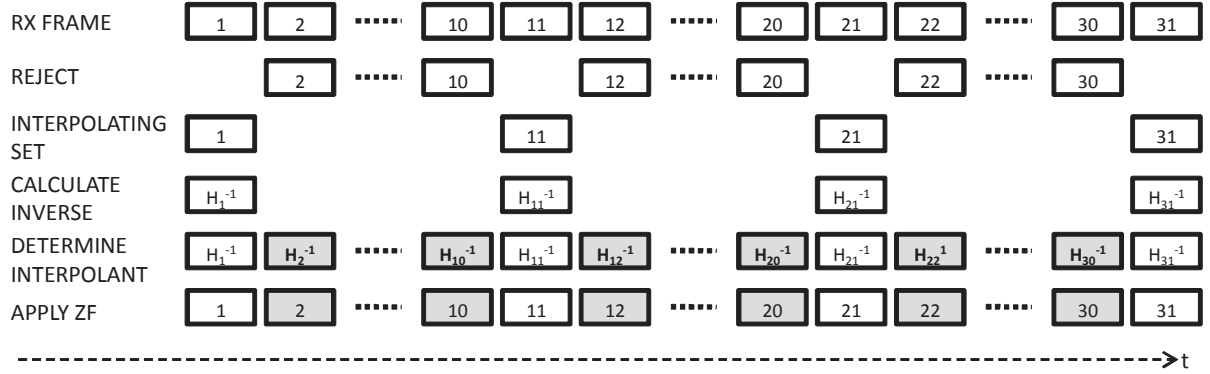 RX FRAME 1 2 ...... 10 11 12 ...... 20 21 22 ...... 30 31
REJECT 2 ...... 10 12 ...... 20 22 ...... 30
INTERPOLATING
SET 1 11 21 31
CALCULATE
INVERSE H₁⁻¹ H₁₁⁻¹ H₂₁⁻¹ H₃₁⁻¹
DETERMINE
INTERPOLANT H₁⁻¹ H₂⁻¹ ...... H₁₀⁻¹ H₁₁⁻¹ H₁₂⁻¹ ...... H₂₀⁻¹ H₂₁⁻¹ H₂₂¹ ...... H₃₀⁻¹ H₃₁⁻¹
APPLY ZF 1 2 ...... 10 11 12 ...... 20 21 22 ...... 30 31
t